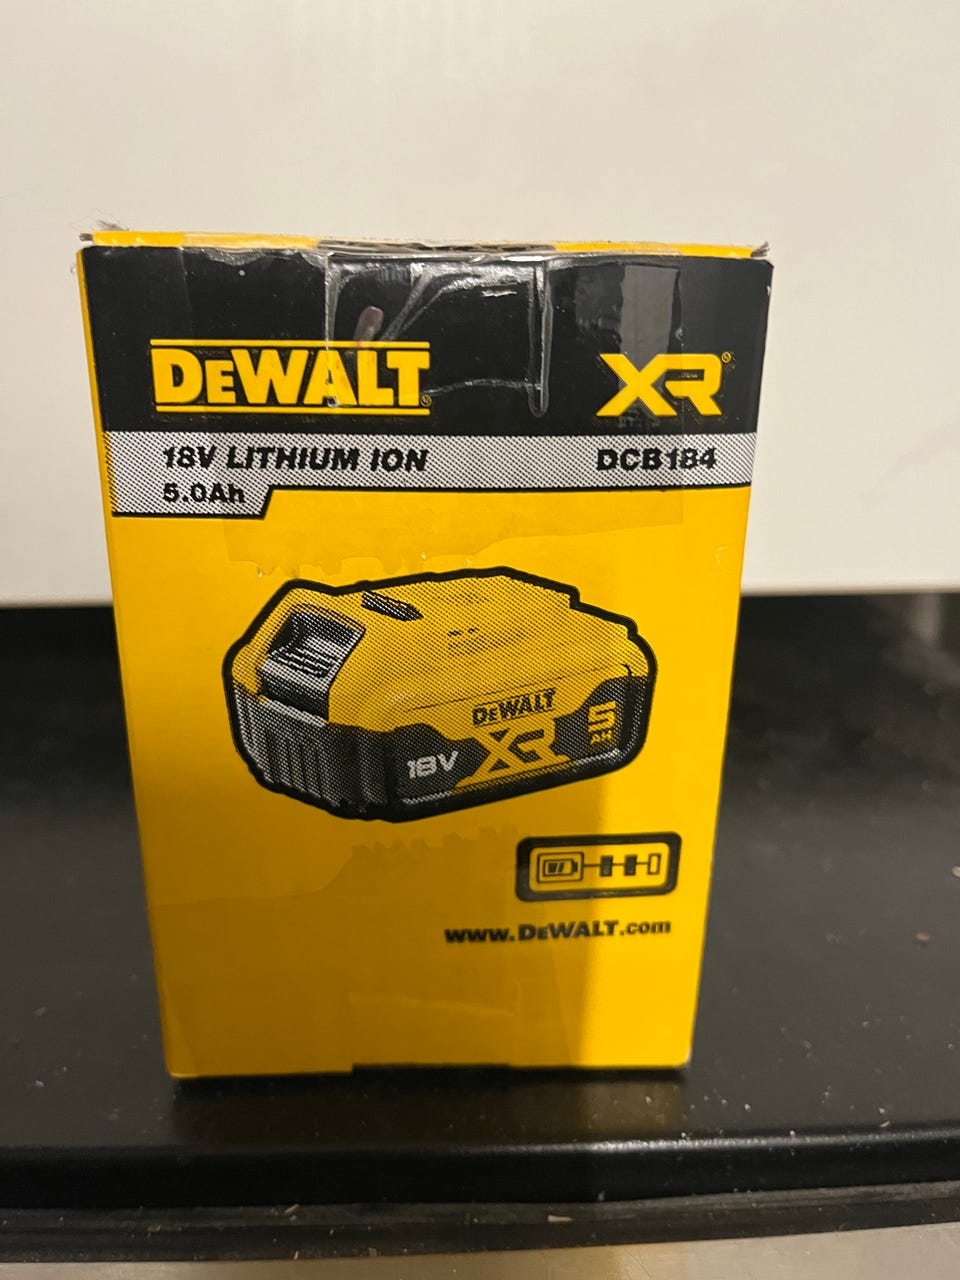 DEWALT® XR®
18V LITHIUM ION DCB184
5.0Ah
DEWALT
XR
18V
5
AH
www.DEWALT.com